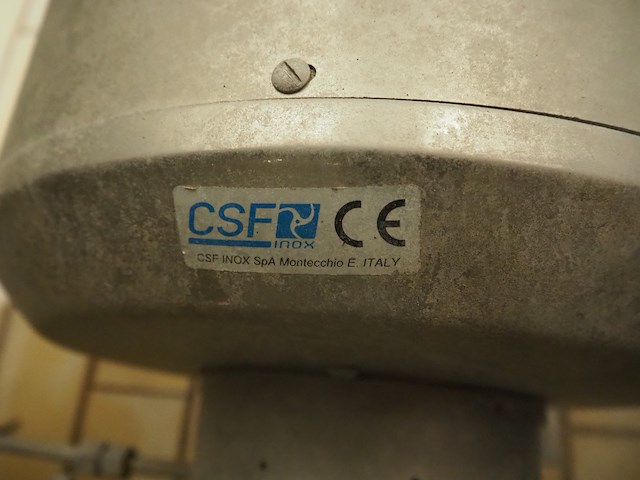 CSF CE
inox
CSF INOX SpA Montecchio E. ITALY